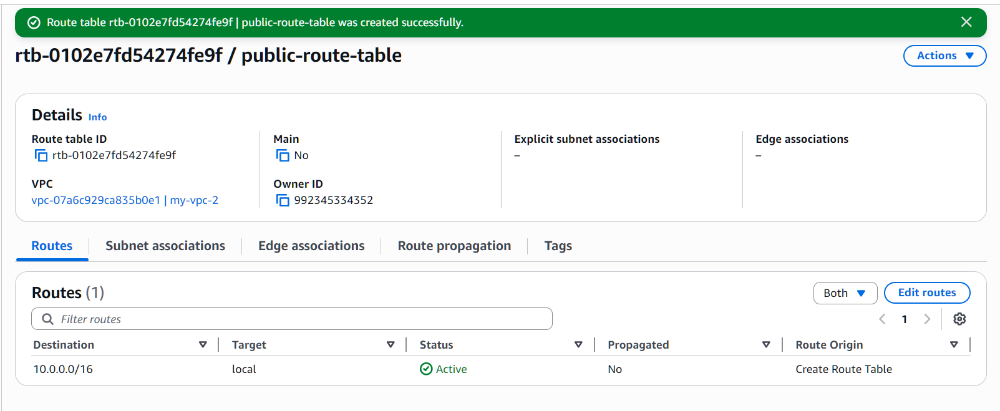 Route table rtb-0102e7fd54274fe9f | public-route-table was created successfully.
rtb-0102e7fd54274fe9f / public-route-table
Actions
Details Info
Route table ID
rtb-0102e7fd54274fe9f
Main
No
Explicit subnet associations
–
Edge associations
–
VPC
vpc-07a6c929ca835b0e1 | my-vpc-2
Owner ID
992345334352
Routes
Subnet associations
Edge associations
Route propagation
Tags
Routes (1)
Both
Edit routes
Filter routes
1
Destination Target Status Propagated Route Origin
10.0.0.0/16 local Active No Create Route Table